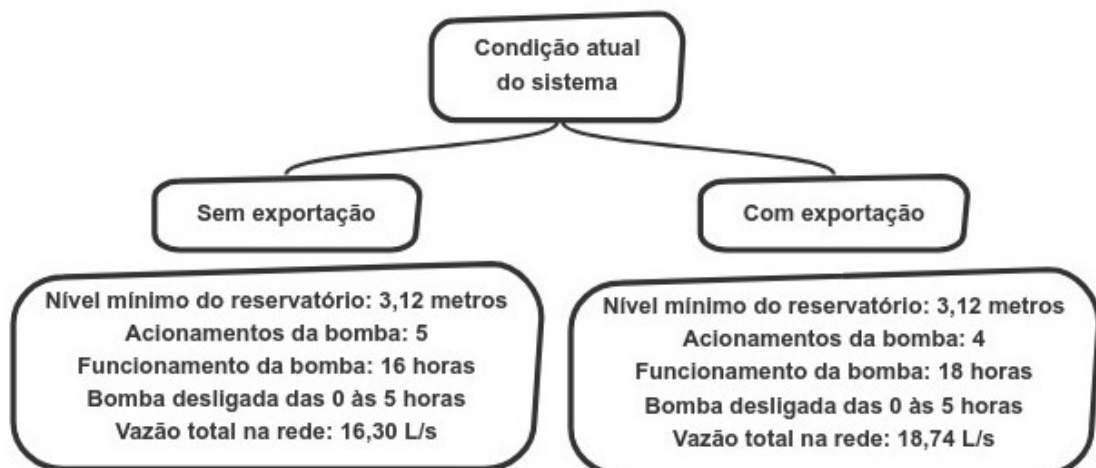 Condição atual
do sistema
Sem exportação
Com exportação
Nível mínimo do reservatório: 3,12 metros
Acionamentos da bomba: 5
Funcionamento da bomba: 16 horas
Bomba desligada das 0 às 5 horas
Vazão total na rede: 16,30 L/s
Nível mínimo do reservatório: 3,12 metros
Acionamentos da bomba: 4
Funcionamento da bomba: 18 horas
Bomba desligada das 0 às 5 horas
Vazão total na rede: 18,74 L/s